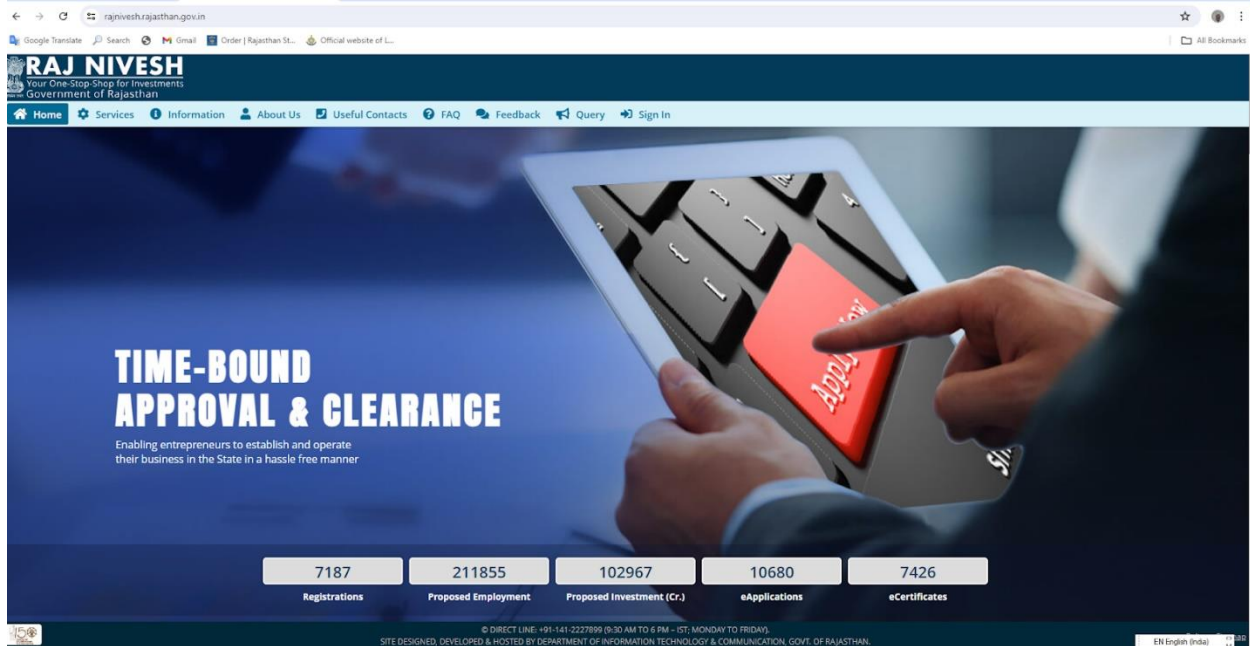 rajnivesh.rajasthan.gov.in
Google Translate Search Gmail Order | Rajasthan St... Official website of L... All Bookmarks
RAJ NIVESH
Your One-Stop-Shop for Investments
Government of Rajasthan
Home Services Information About Us Useful Contacts FAQ Feedback Query Sign In
Apply Now
TIME-BOUND
APPROVAL & CLEARANCE
Enabling entrepreneurs to establish and operate
their business in the State in a hassle free manner
7187 211855 102967 10680 7426
Registrations Proposed Employment Proposed Investment (Cr.) eApplications eCertificates
© DIRECT LINE: +91-141-2227899 (9:30 AM TO 6 PM – IST; MONDAY TO FRIDAY).
SITE DESIGNED, DEVELOPED & HOSTED BY DEPARTMENT OF INFORMATION TECHNOLOGY & COMMUNICATION, GOVT. OF RAJASTHAN.
EN English (India)